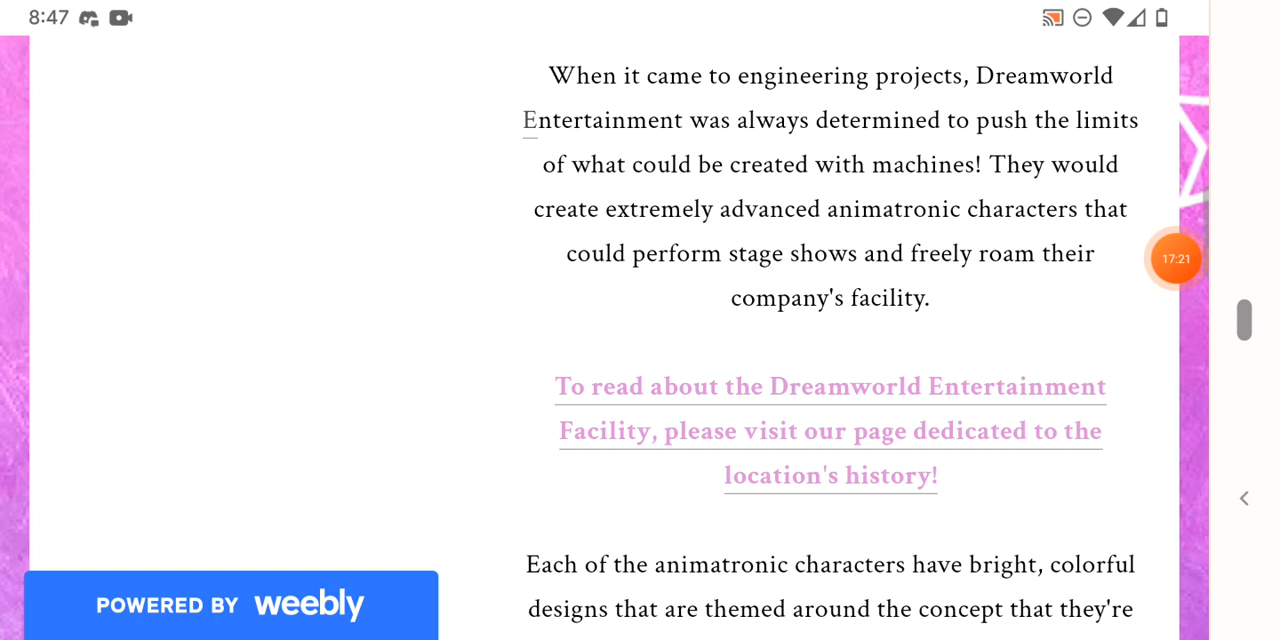 8:47
When it came to engineering projects, Dreamworld
Entertainment was always determined to push the limits
of what could be created with machines! They would
create extremely advanced animatronic characters that
could perform stage shows and freely roam their
company's facility.
17:21
To read about the Dreamworld Entertainment
Facility, please visit our page dedicated to the
location's history!
Each of the animatronic characters have bright, colorful
designs that are themed around the concept that they're
POWERED BY weebly